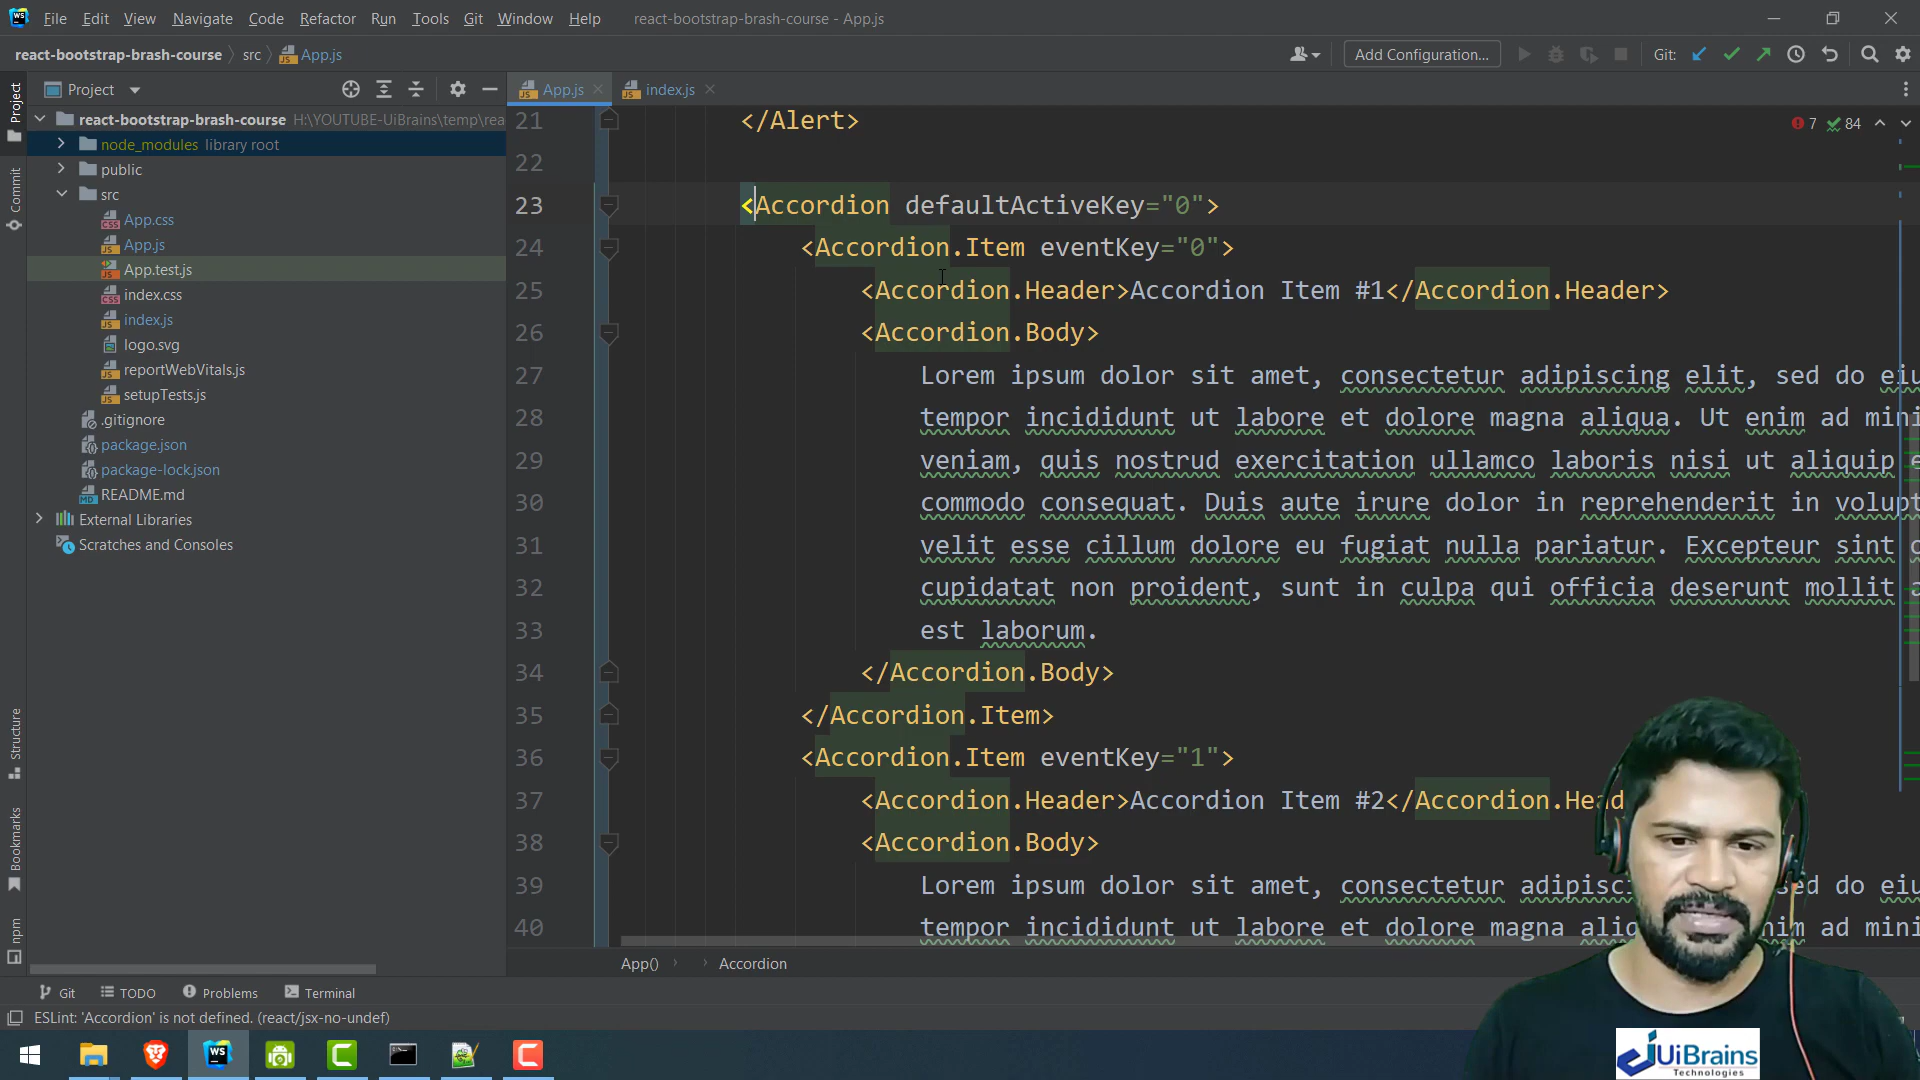 File Edit View Navigate Code Refactor Run Tools Git Window Help react-bootstrap-brash-course - App.js
react-bootstrap-brash-course src App.js Add Configuration... Git:
Project App.js index.js
react-bootstrap-brash-course H:\YOUTUBE-UiBrains\temp\rea
node_modules library root
public
src
App.css
App.js
App.test.js
index.css
index.js
logo.svg
reportWebVitals.js
setupTests.js
.gitignore
package.json
package-lock.json
README.md
External Libraries
Scratches and Consoles
Project
Commit
Structure
Bookmarks
npm
7 84
21 </Alert>
22
23 <Accordion defaultActiveKey="0">
24 <Accordion.Item eventKey="0">
25 <Accordion.Header>Accordion Item #1</Accordion.Header>
26 <Accordion.Body>
27 Lorem ipsum dolor sit amet, consectetur adipiscing elit, sed do eiu
28 tempor incididunt ut labore et dolore magna aliqua. Ut enim ad mini
29 veniam, quis nostrud exercitation ullamco laboris nisi ut aliquip e
30 commodo consequat. Duis aute irure dolor in reprehenderit in volupt
31 velit esse cillum dolore eu fugiat nulla pariatur. Excepteur sint
32 cupidatat non proident, sunt in culpa qui officia deserunt mollit a
33 est laborum.
34 </Accordion.Body>
35 </Accordion.Item>
36 <Accordion.Item eventKey="1">
37 <Accordion.Header>Accordion Item #2</Accordion.Head
38 <Accordion.Body>
39 Lorem ipsum dolor sit amet, consectetur adipisci sed do eiu
40 tempor incididunt ut labore et dolore magna aliq nim ad mini
App() Accordion
Git TODO Problems Terminal
ESLint: 'Accordion' is not defined. (react/jsx-no-undef)
UiBrains
Technologies